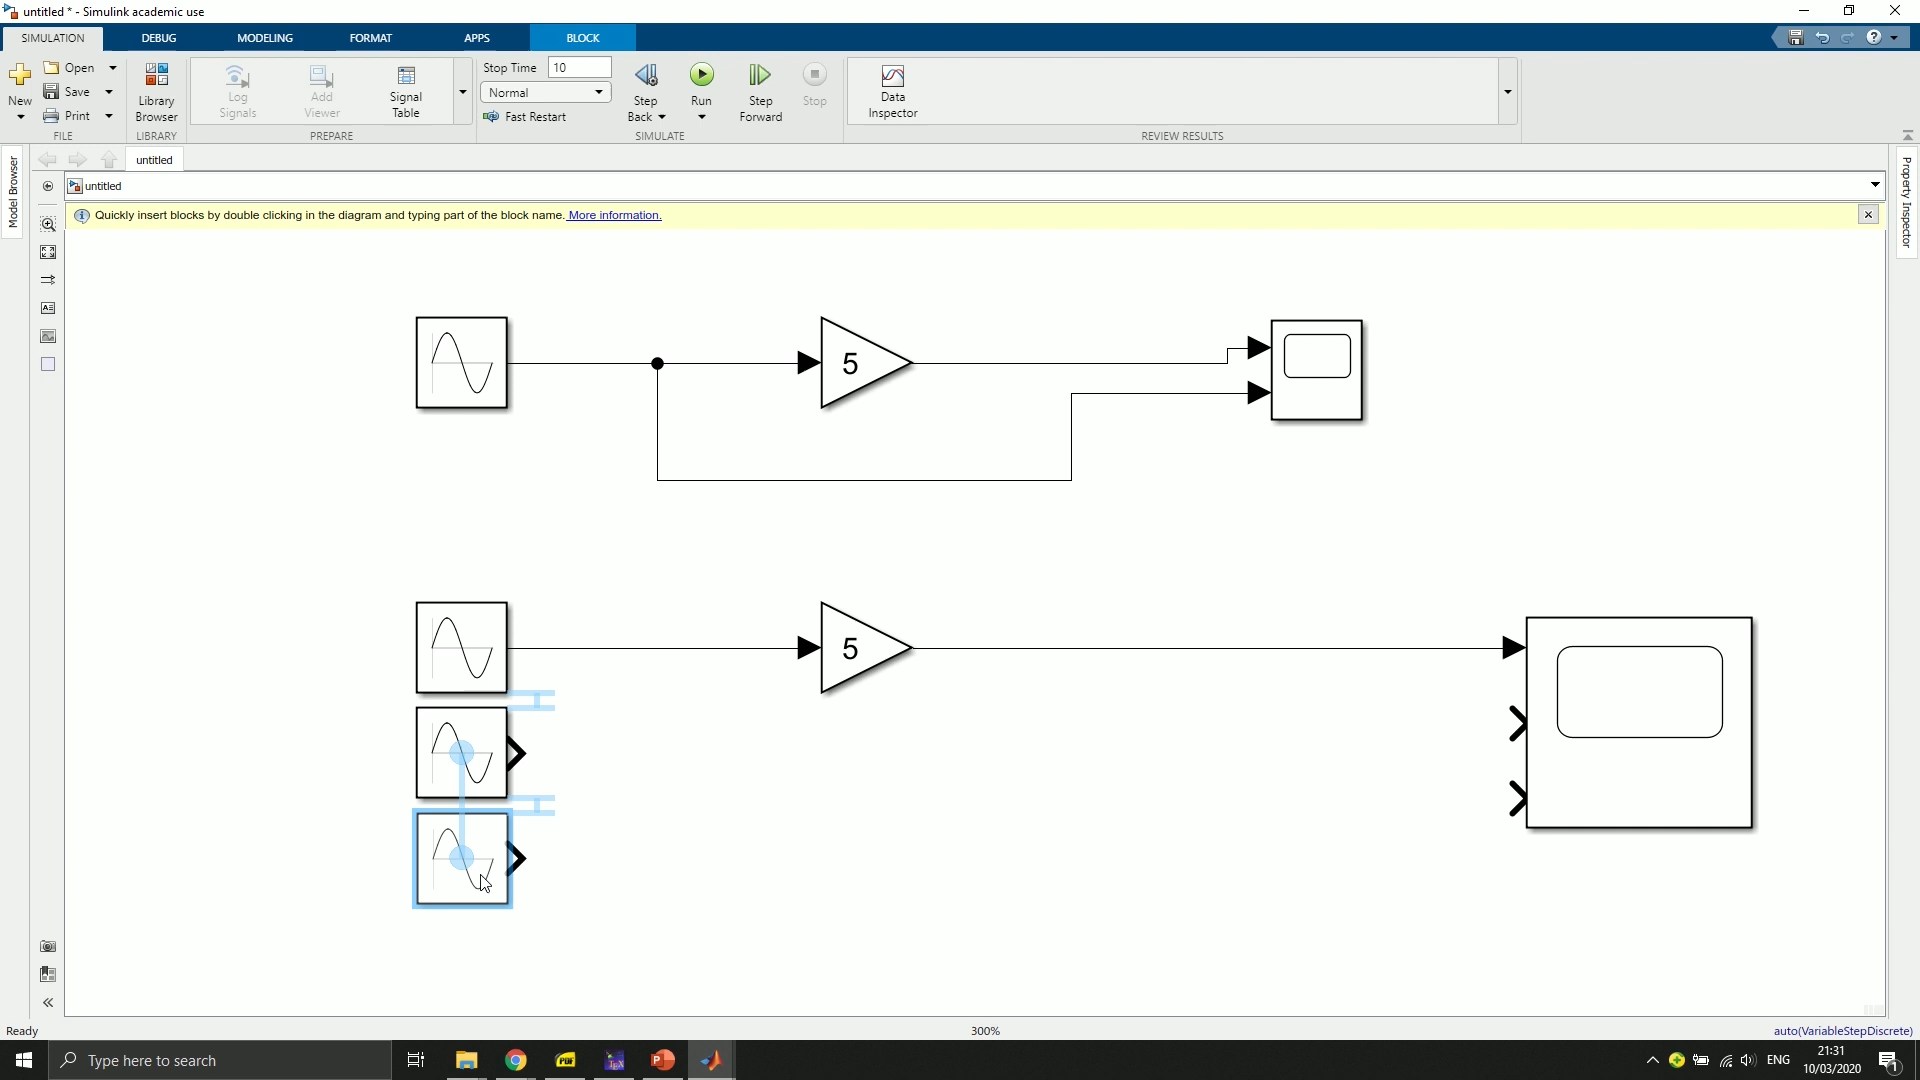 untitled * - Simulink academic use
SIMULATION DEBUG MODELING FORMAT APPS BLOCK
New
Open
Save
Print
FILE
Library
Browser
LIBRARY
Log
Signals
Add
Viewer
Signal
Table
PREPARE
Stop Time 10
Normal
Fast Restart
Step
Back
Run
Step
Forward
Stop
SIMULATE
Data
Inspector
REVIEW RESULTS
Model Browser
untitled
untitled
Property Inspector
Quickly insert blocks by double clicking in the diagram and typing part of the block name. More information.
5
5
Ready
300%
auto(VariableStepDiscrete)
Type here to search
PDF
TEX
ENG
21:31
10/03/2020
1